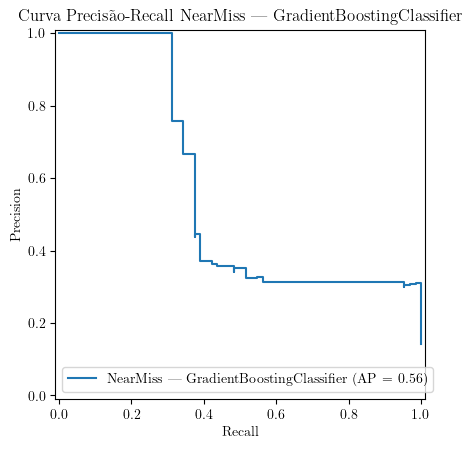 Curva Precisão-Recall NearMiss — GradientBoostingClassifier
1.0
0.8
0.6
0.4
0.2
0.0
Precision
NearMiss — GradientBoostingClassifier (AP = 0.56)
0.0 0.2 0.4 0.6 0.8 1.0
Recall